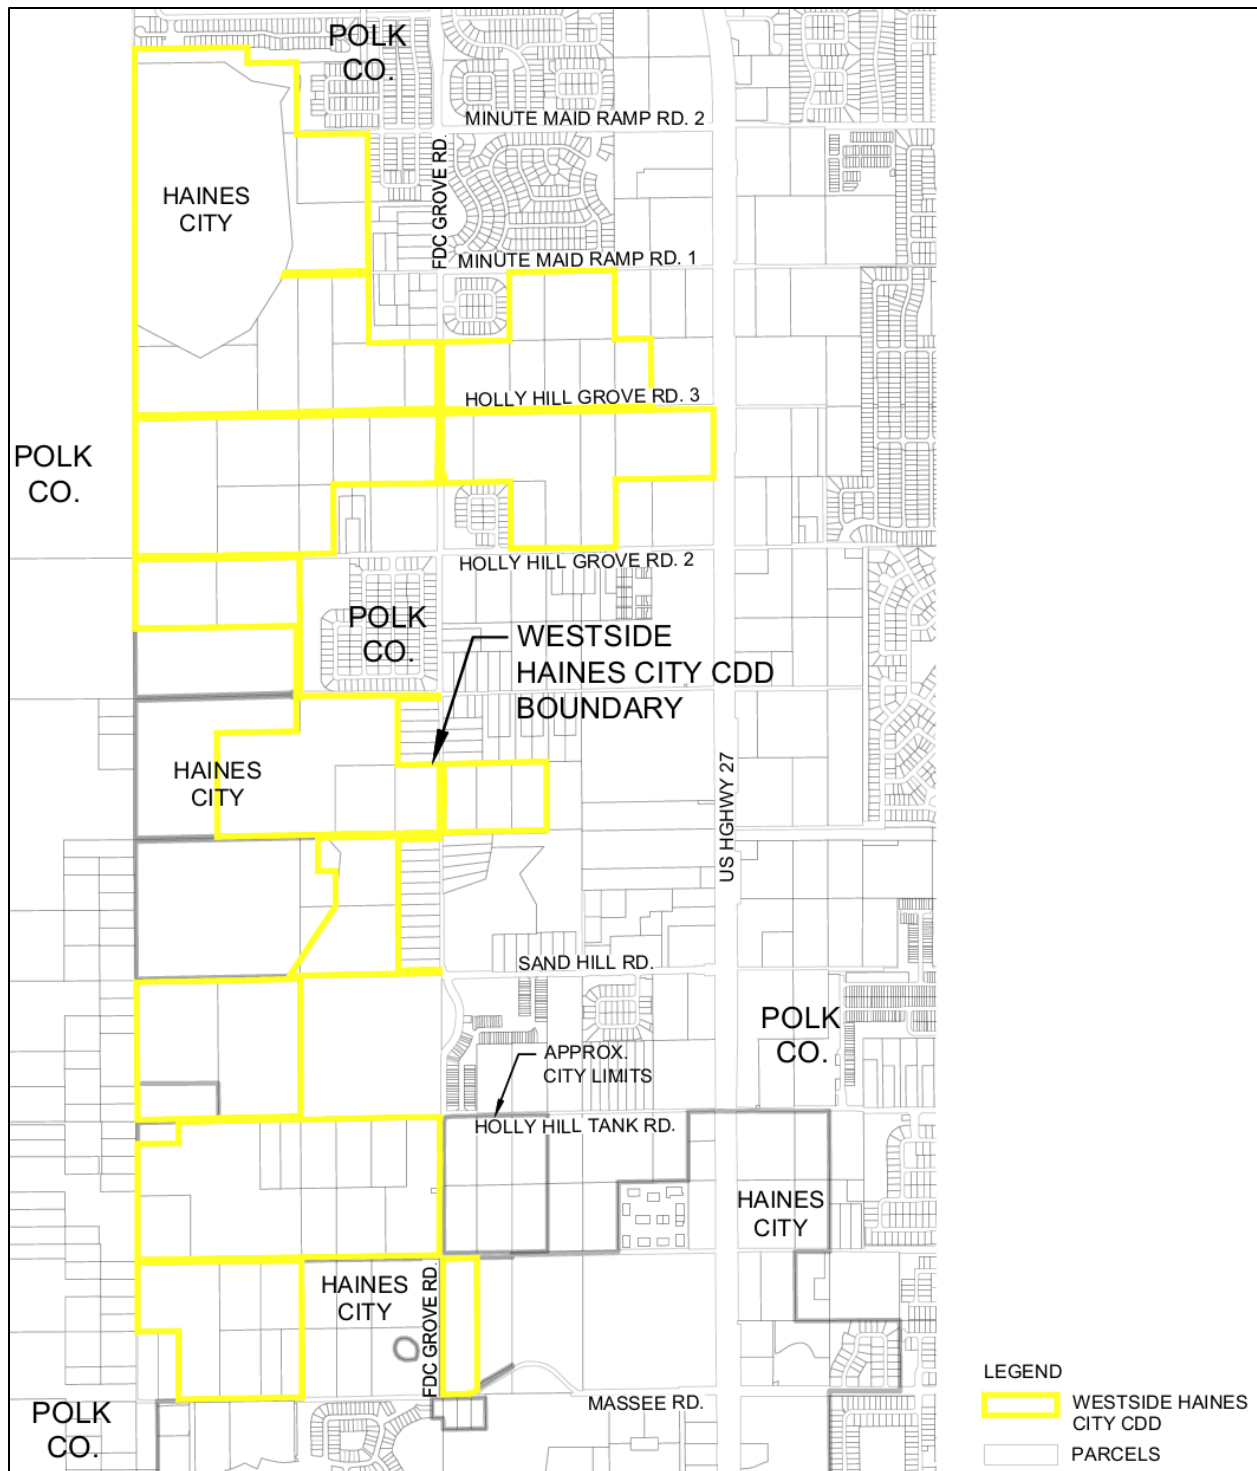 POLK
CO.
MINUTE MAID RAMP RD. 2
FDC GROVE RD.
HAINES
CITY
MINUTE MAID RAMP RD. 1
HOLLY HILL GROVE RD. 3
POLK
CO.
HOLLY HILL GROVE RD. 2
POLK
CO.
WESTSIDE
HAINES CITY CDD
BOUNDARY
HAINES
CITY
US HGHWY 27
SAND HILL RD.
POLK
CO.
APPROX.
CITY LIMITS
HOLLY HILL TANK RD.
HAINES
CITY
HAINES
CITY
FDC GROVE RD.
MASSEE RD.
POLK
CO.
LEGEND
WESTSIDE HAINES
CITY CDD
PARCELS